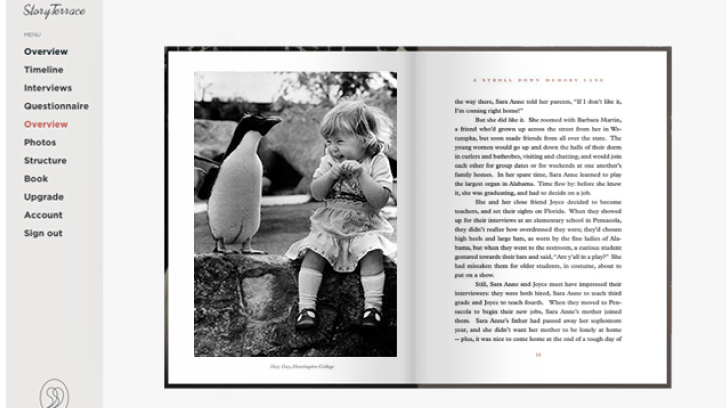 StoryTerrace
MENU
Overview
Timeline
Interviews
Questionnaire
Overview
Photos
Structure
Book
Upgrade
Account
Sign out
May Day, Huntingdon College
A STROLL DOWN MEMORY LANE
the way there, Sara Anne told her parents, "If I don't like it,
I'm coming right home!"
But she did like it. She roomed with Barbara Martin,
a friend who'd grown up across the street from her in We-
tumpka, but soon made friends from all over the state. The
young women would go up and down the halls of their dorm
in curlers and bathrobes, visiting and chatting, and would join
each other for group dates or for weekends at one another's
family homes. In her spare time, Sara Anne learned to play
the largest organ in Alabama. Time flew by: before she knew
it, she was graduating, and had to decide on a job.
She and her close friend Joyce decided to become
teachers, and set their sights on Florida. When they showed
up for their interviews at an elementary school in Pensacola,
they didn't realize how overdressed they were; they'd chosen
high heels and large hats, as worn by the fine ladies of Ala-
bama, but when they went to the restroom, a curious student
gestured towards their hats and said, "Are y'all in a play?" She
had mistaken them for older students, in costume, about to
put on a show.
Still, Sara Anne and Joyce must have impressed their
interviewers: they were both hired, Sara Anne to teach third
grade and Joyce to teach fourth. When they moved to Pen-
sacola to begin their new jobs, Sara Anne's mother joined
them. Sara Anne's father had passed away her sophomore
year, and she didn't want her mother to be lonely at home
— plus, it was nice to come home at the end of a tough day of